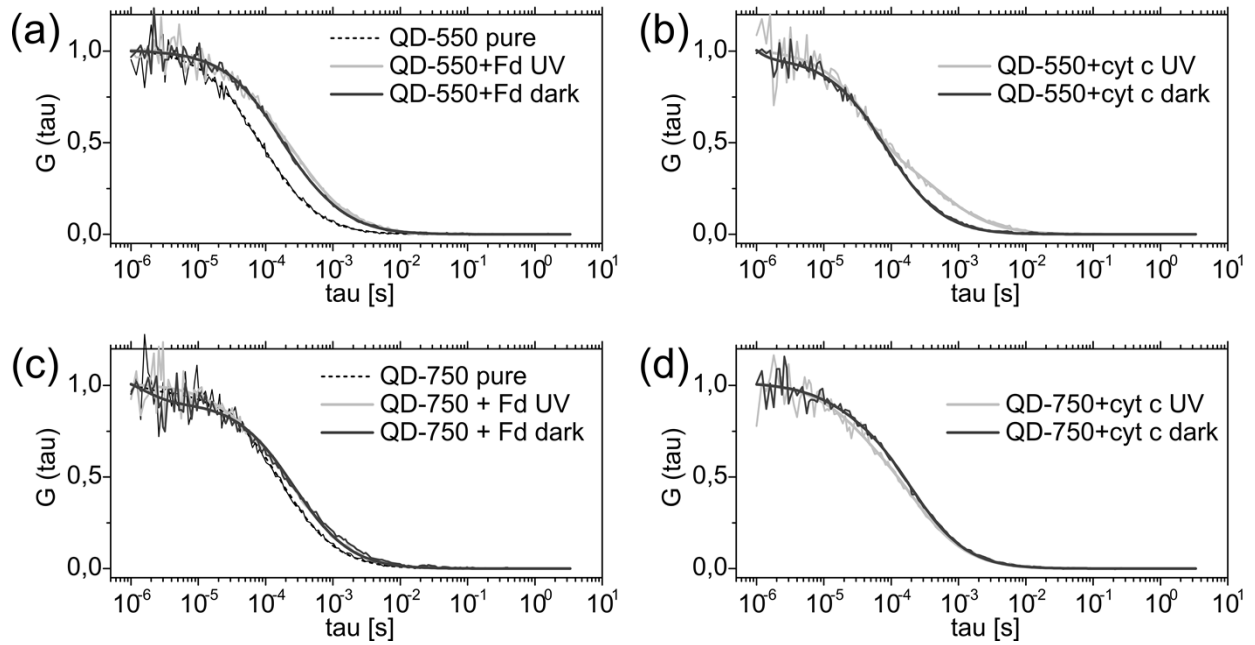 (a)
QD-550 pure
QD-550+Fd UV
QD-550+Fd dark
1,0
0,5
0,0
G (tau)
10-6 10-5 10-4 10-3 10-2 10-1 100 101
tau [s]
(b)
QD-550+cyt c UV
QD-550+cyt c dark
1,0
0,5
0,0
G (tau)
10-6 10-5 10-4 10-3 10-2 10-1 100 101
tau [s]
(c)
QD-750 pure
QD-750 + Fd UV
QD-750 + Fd dark
1,0
0,5
0,0
G (tau)
10-6 10-5 10-4 10-3 10-2 10-1 100 101
tau [s]
(d)
QD-750+cyt c UV
QD-750+cyt c dark
1,0
0,5
0,0
G (tau)
10-6 10-5 10-4 10-3 10-2 10-1 100 101
tau [s]